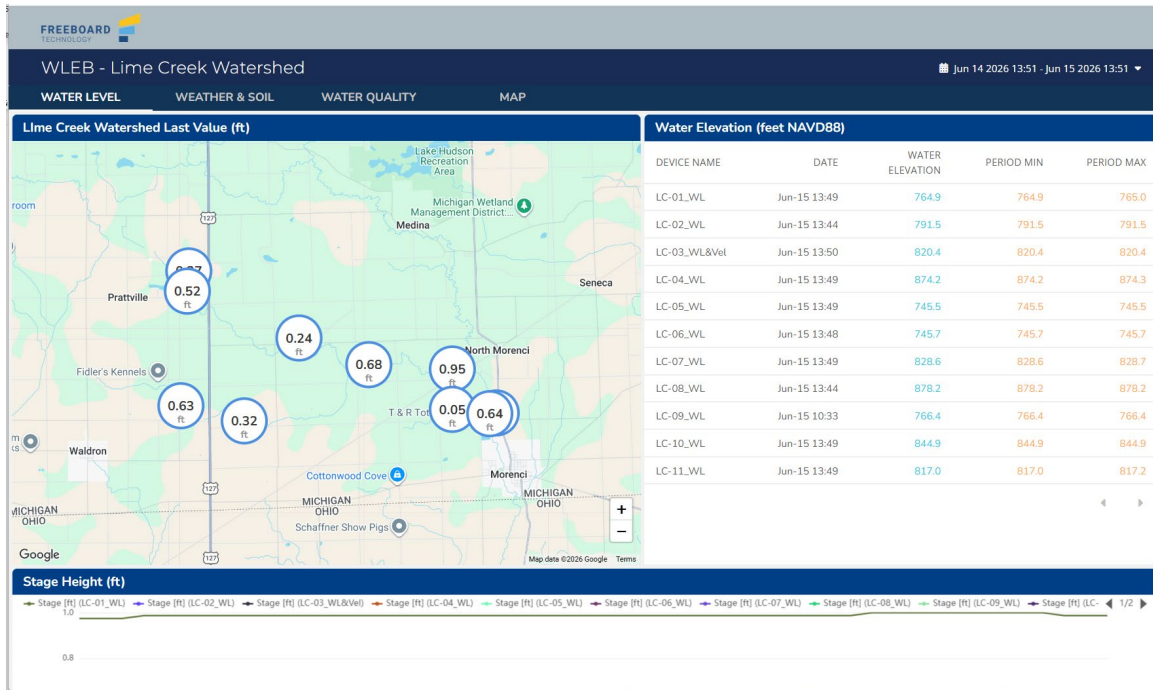 FREEBOARD
TECHNOLOGY
WLEB - Lime Creek Watershed
Jun 14 2026 13:51 - Jun 15 2026 13:51
WATER LEVEL WEATHER & SOIL WATER QUALITY MAP
LIme Creek Watershed Last Value (ft)
Lake Hudson
Recreation
Area
room
Michigan Wetland
Management District:...
127
Medina
Seneca
Prattville
0.52
ft
0.24
ft
North Morenci
0.68
ft
0.95
ft
Fidler's Kennels
0.63
ft
0.32
ft
T & R Tot
0.05
ft
0.64
ft
Waldron
Cottonwood Cove
Morenci
127
MICHIGAN
OHIO
MICHIGAN
OHIO
MICHIGAN
OHIO
Schaffner Show Pigs
+
−
Google
127
Map data ©2026 Google Terms
Water Elevation (feet NAVD88)
DEVICE NAME DATE WATER ELEVATION PERIOD MIN PERIOD MAX
LC-01_WL Jun-15 13:49 764.9 764.9 765.0
LC-02_WL Jun-15 13:44 791.5 791.5 791.5
LC-03_WL&Vel Jun-15 13:50 820.4 820.4 820.4
LC-04_WL Jun-15 13:49 874.2 874.2 874.3
LC-05_WL Jun-15 13:49 745.5 745.5 745.5
LC-06_WL Jun-15 13:48 745.7 745.7 745.7
LC-07_WL Jun-15 13:49 828.6 828.6 828.7
LC-08_WL Jun-15 13:44 878.2 878.2 878.2
LC-09_WL Jun-15 10:33 766.4 766.4 766.4
LC-10_WL Jun-15 13:49 844.9 844.9 844.9
LC-11_WL Jun-15 13:49 817.0 817.0 817.2
Stage Height (ft)
Stage [ft] (LC-01_WL) Stage [ft] (LC-02_WL) Stage [ft] (LC-03_WL&Vel) Stage [ft] (LC-04_WL) Stage [ft] (LC-05_WL) Stage [ft] (LC-06_WL) Stage [ft] (LC-07_WL) Stage [ft] (LC-08_WL) Stage [ft] (LC-09_WL) Stage [ft] (LC- 1/2
1.0
0.8